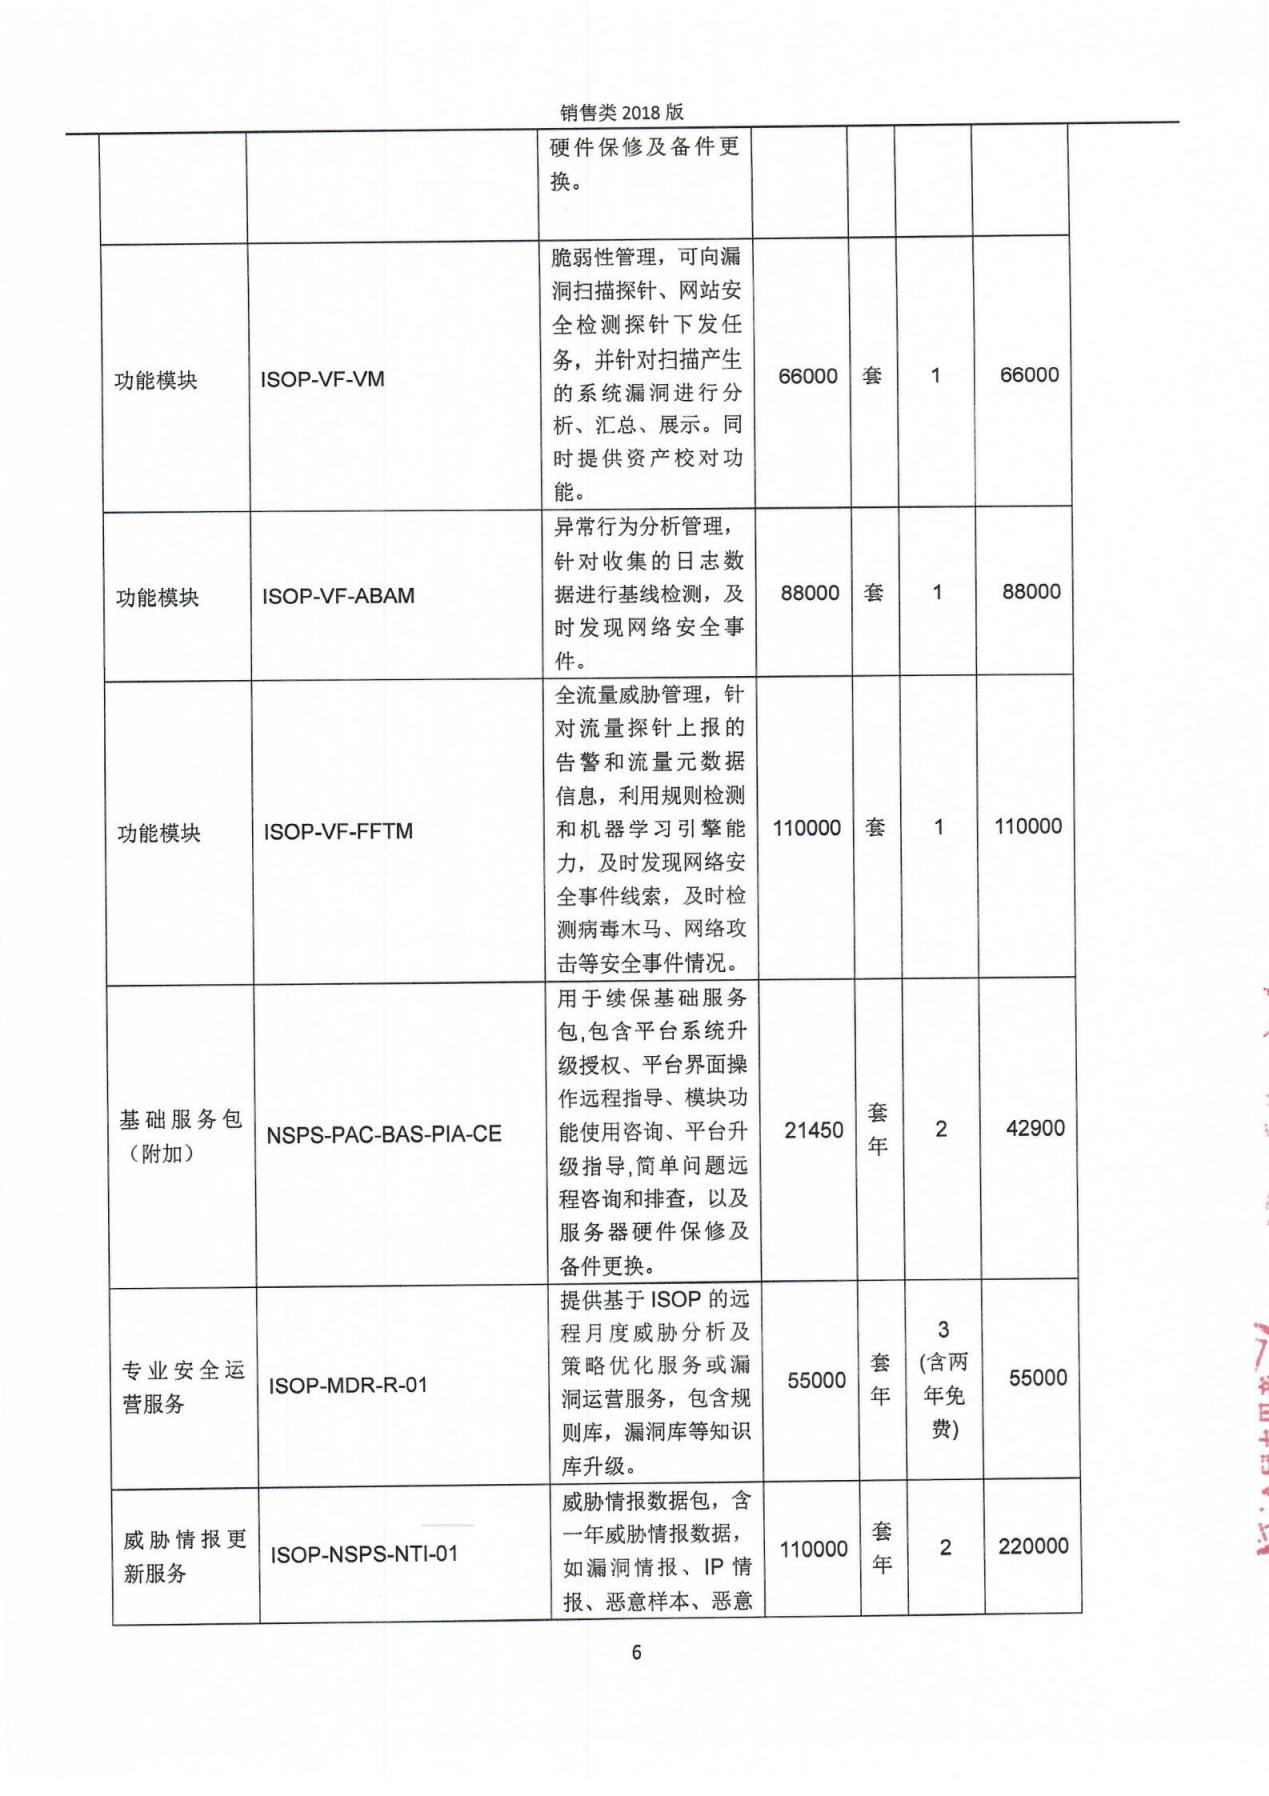 销售类 2018 版
硬件保修及备件更
换。
脆弱性管理，可向漏
洞扫描探针、网站安
全检测探针下发任
务，并针对扫描产生
的系统漏洞进行分
析、汇总、展示。同
时提供资产校对功
能。
功能模块
ISOP-VF-VM
66000
套
1
66000
异常行为分析管理，
针对收集的日志数
据进行基线检测，及
时发现网络安全事
件。
功能模块
ISOP-VF-ABAM
88000
套
1
88000
全流量威胁管理，针
对流量探针上报的
告警和流量元数据
信息，利用规则检测
和机器学习引擎能
力，及时发现网络安
全事件线索，及时检
测病毒木马、网络攻
击等安全事件情况。
功能模块
ISOP-VF-FFTM
110000
套
1
110000
用于续保基础服务
包,包含平台系统升
级授权、平台界面操
作远程指导、模块功
能使用咨询、平台升
级指导,简单问题远
程咨询和排查，以及
服务器硬件保修及
备件更换。
基础服务包
（附加）
NSPS-PAC-BAS-PIA-CE
21450
套
年
2
42900
提供基于 ISOP 的远
程月度威胁分析及
策略优化服务或漏
洞运营服务，包含规
则库，漏洞库等知识
库升级。
专业安全运
营服务
ISOP-MDR-R-01
55000
套
年
3
(含两
年免
费)
55000
威胁情报数据包，含
一年威胁情报数据，
如漏洞情报、IP 情
报、恶意样本、恶意
威胁情报更
新服务
ISOP-NSPS-NTI-01
110000
套
年
2
220000
6